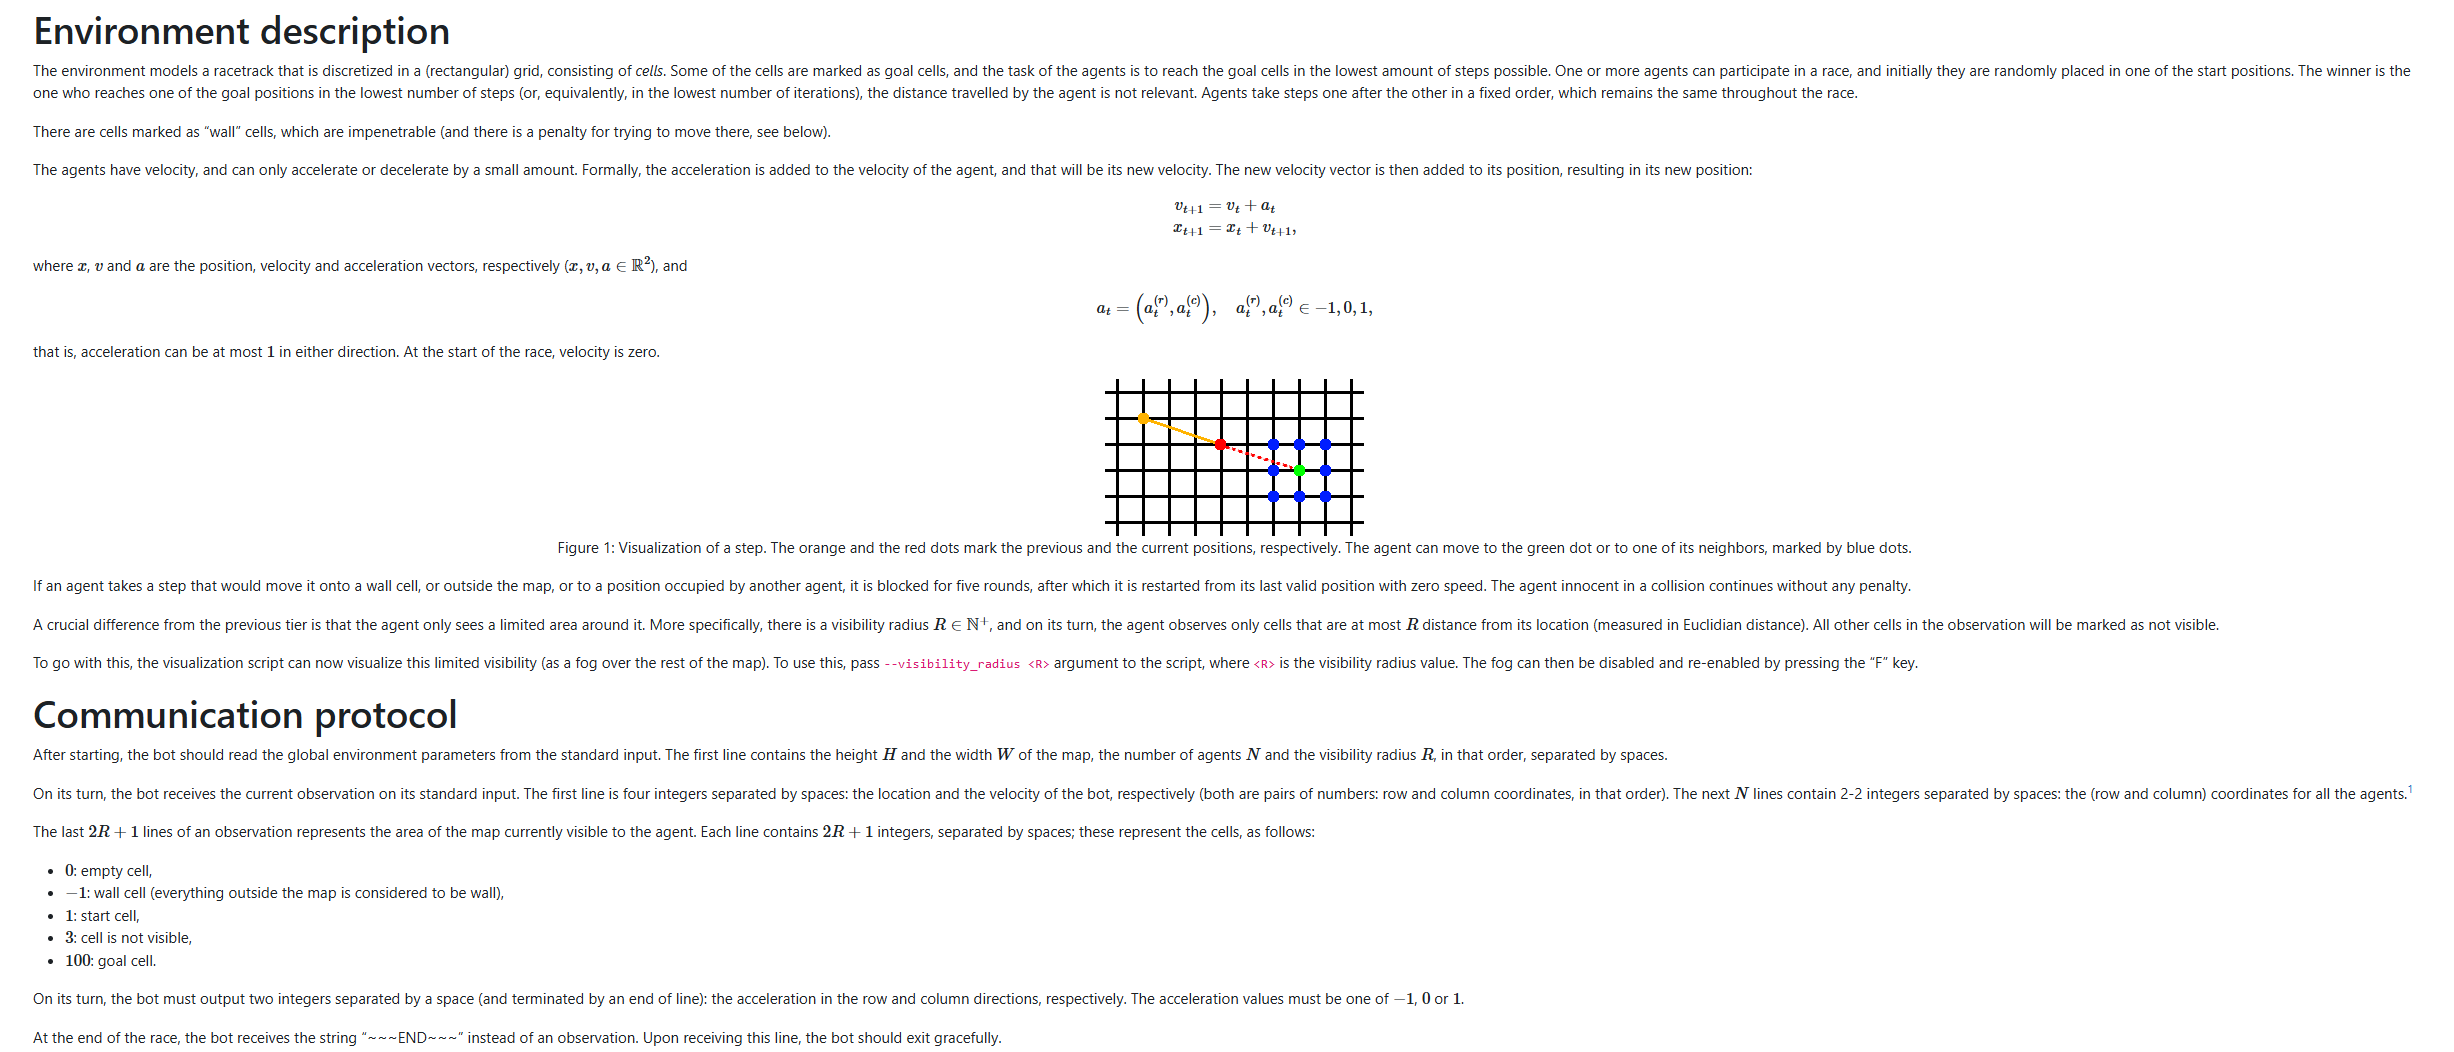 Environment description
The environment models a racetrack that is discretized in a (rectangular) grid, consisting of cells. Some of the cells are marked as goal cells, and the task of the agents is to reach the goal cells in the lowest amount of steps possible. One or more agents can participate in a race, and initially they are randomly placed in one of the start positions. The winner is the
one who reaches one of the goal positions in the lowest number of steps (or, equivalently, in the lowest number of iterations), the distance travelled by the agent is not relevant. Agents take steps one after the other in a fixed order, which remains the same throughout the race.
There are cells marked as “wall” cells, which are impenetrable (and there is a penalty for trying to move there, see below).
The agents have velocity, and can only accelerate or decelerate by a small amount. Formally, the acceleration is added to the velocity of the agent, and that will be its new velocity. The new velocity vector is then added to its position, resulting in its new position:
v_{t+1} = v_t + a_t
x_{t+1} = x_t + v_{t+1},
where x, v and a are the position, velocity and acceleration vectors, respectively (x, v, a ∈ ℝ²), and
a_t = (a_t^{(r)}, a_t^{(c)}), a_t^{(r)}, a_t^{(c)} ∈ −1, 0, 1,
that is, acceleration can be at most 1 in either direction. At the start of the race, velocity is zero.
Figure 1: Visualization of a step. The orange and the red dots mark the previous and the current positions, respectively. The agent can move to the green dot or to one of its neighbors, marked by blue dots.
If an agent takes a step that would move it onto a wall cell, or outside the map, or to a position occupied by another agent, it is blocked for five rounds, after which it is restarted from its last valid position with zero speed. The agent innocent in a collision continues without any penalty.
A crucial difference from the previous tier is that the agent only sees a limited area around it. More specifically, there is a visibility radius R ∈ ℕ⁺, and on its turn, the agent observes only cells that are at most R distance from its location (measured in Euclidian distance). All other cells in the observation will be marked as not visible.
To go with this, the visualization script can now visualize this limited visibility (as a fog over the rest of the map). To use this, pass --visibility_radius <R> argument to the script, where <R> is the visibility radius value. The fog can then be disabled and re-enabled by pressing the “F” key.
Communication protocol
After starting, the bot should read the global environment parameters from the standard input. The first line contains the height H and the width W of the map, the number of agents N and the visibility radius R, in that order, separated by spaces.
On its turn, the bot receives the current observation on its standard input. The first line is four integers separated by spaces: the location and the velocity of the bot, respectively (both are pairs of numbers: row and column coordinates, in that order). The next N lines contain 2-2 integers separated by spaces: the (row and column) coordinates for all the agents.¹
The last 2R + 1 lines of an observation represents the area of the map currently visible to the agent. Each line contains 2R + 1 integers, separated by spaces; these represent the cells, as follows:
• 0: empty cell,
• −1: wall cell (everything outside the map is considered to be wall),
• 1: start cell,
• 3: cell is not visible,
• 100: goal cell.
On its turn, the bot must output two integers separated by a space (and terminated by an end of line): the acceleration in the row and column directions, respectively. The acceleration values must be one of −1, 0 or 1.
At the end of the race, the bot receives the string “~~~END~~~” instead of an observation. Upon receiving this line, the bot should exit gracefully.